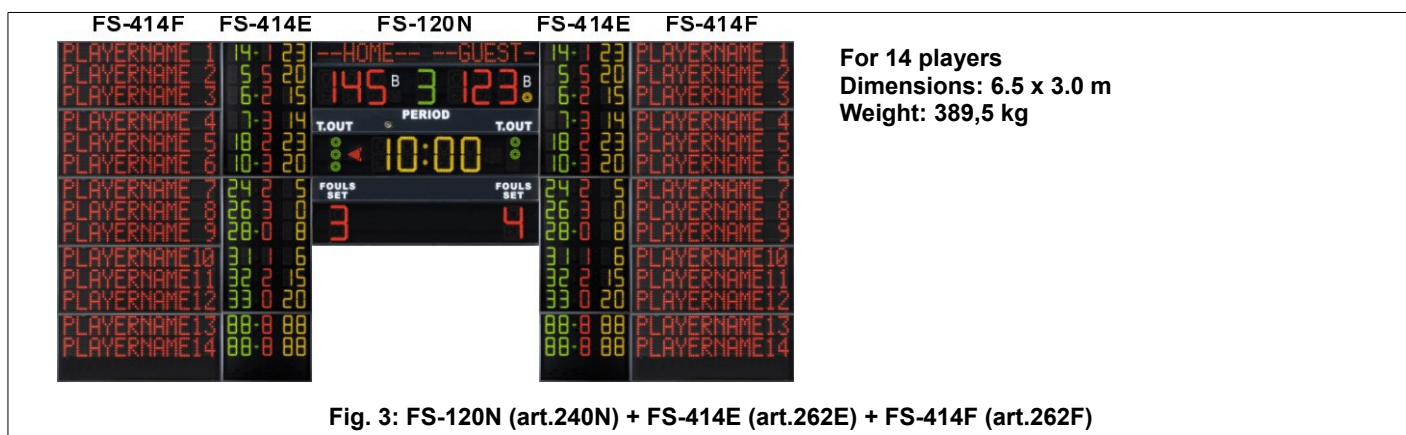 FS-414F FS-414E FS-120N FS-414E FS-414F
PLAYERNAME 1 14-1 23 --HOME-- --GUEST- 14-1 23 PLAYERNAME 1
PLAYERNAME 2 5 5 20 145 B 3 123 B 5 5 20 PLAYERNAME 2
PLAYERNAME 3 6-2 15 6-2 15 PLAYERNAME 3
PLAYERNAME 4 7-3 14 T.OUT PERIOD T.OUT 7-3 14 PLAYERNAME 4
PLAYERNAME 5 18 2 23 10:00 18 2 23 PLAYERNAME 5
PLAYERNAME 6 10-3 20 10-3 20 PLAYERNAME 6
PLAYERNAME 7 24 2 5 FOULS SET FOULS SET 24 2 5 PLAYERNAME 7
PLAYERNAME 8 26 3 0 3 4 26 3 0 PLAYERNAME 8
PLAYERNAME 9 28-0 8 28-0 8 PLAYERNAME 9
PLAYERNAME10 31 1 6 31 1 6 PLAYERNAME10
PLAYERNAME11 32 2 15 32 2 15 PLAYERNAME11
PLAYERNAME12 33 0 20 33 0 20 PLAYERNAME12
PLAYERNAME13 88-8 88 88-8 88 PLAYERNAME13
PLAYERNAME14 88-8 88 88-8 88 PLAYERNAME14
For 14 players
Dimensions: 6.5 x 3.0 m
Weight: 389,5 kg
Fig. 3: FS-120N (art.240N) + FS-414E (art.262E) + FS-414F (art.262F)